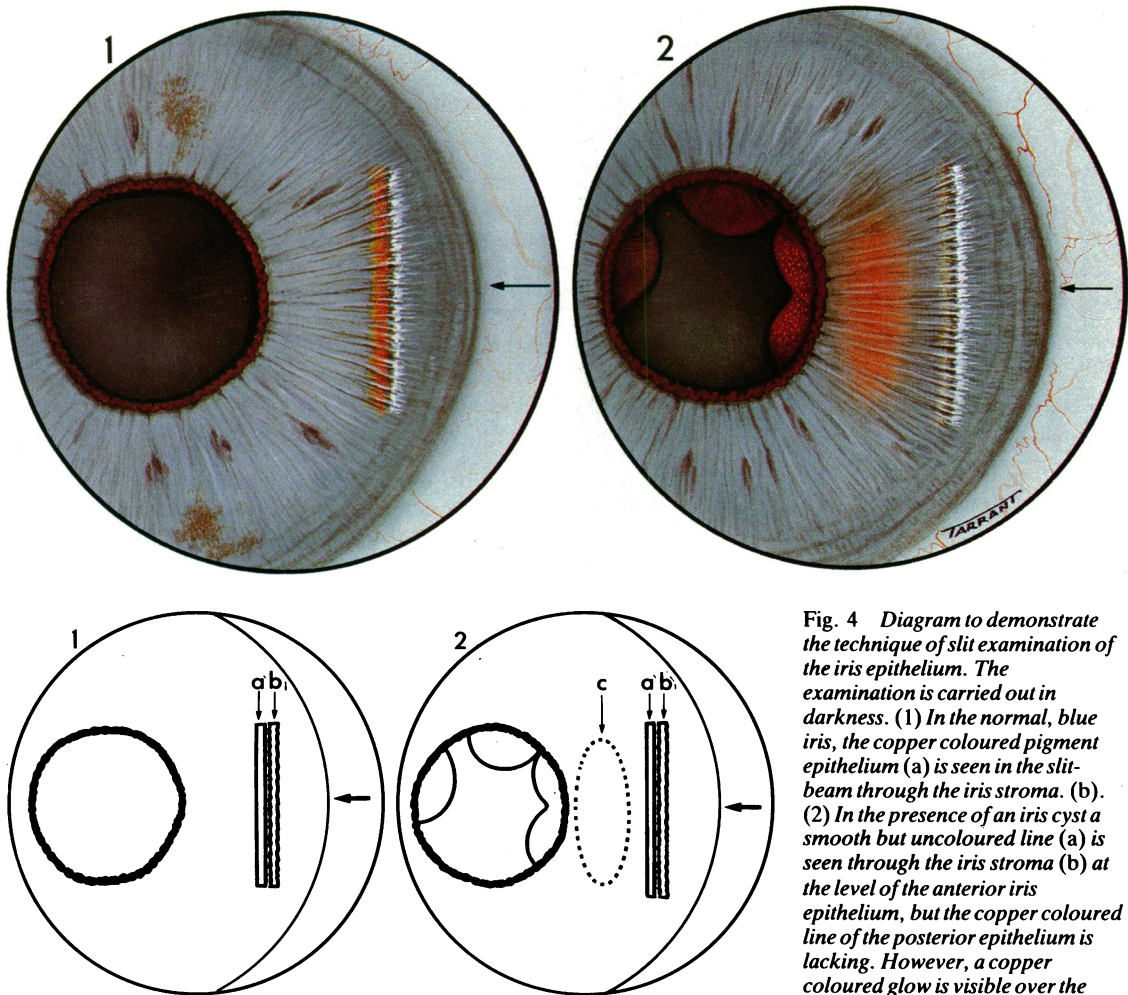 1
2
TARRANT
1
a b
2
c a b
Fig. 4 Diagram to demonstrate
the technique of slit examination of
the iris epithelium. The
examination is carried out in
darkness. (1) In the normal, blue
iris, the copper coloured pigment
epithelium (a) is seen in the slit-
beam through the iris stroma. (b).
(2) In the presence of an iris cyst a
smooth but uncoloured line (a) is
seen through the iris stroma (b) at
the level of the anterior iris
epithelium, but the copper coloured
line of the posterior epithelium is
lacking. However, a copper
coloured glow is visible over the